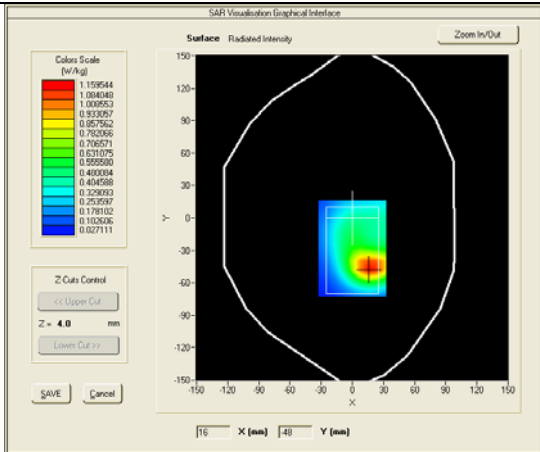 SAR Visualisation Graphical Interface
Surface Radiated Intensity
Zoom In/Out
Colors Scale
(W/kg)
1.159544
1.084048
1.008553
0.933057
0.857562
0.782066
0.706571
0.631075
0.555580
0.480084
0.404588
0.329093
0.253597
0.178102
0.102606
0.027111
Z-Cuts Control
<< Upper Cut
Z = 4.0 mm
Lower Cut >>
SAVE Cancel
150-
120-
90-
60-
30-
0-
-30-
-60-
-90-
-120-
-150-
Y
-150 -120 -90 -60 -30 0 30 60 90 120 150
X
16 X (mm) -48 Y (mm)